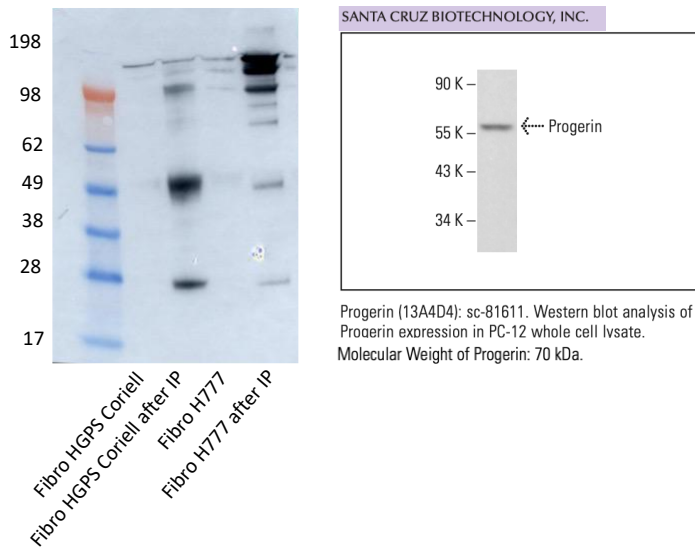 198
98
62
49
38
28
17
Fibro HGPS Coriell
Fibro HGPS Coriell after IP
Fibro H777
Fibro H777 after IP
SANTA CRUZ BIOTECHNOLOGY, INC.
90 K –
55 K –
Progerin
43 K –
34 K –
Progerin (13A4D4): sc-81611. Western blot analysis of
Progerin expression in PC-12 whole cell lysate.
Molecular Weight of Progerin: 70 kDa.